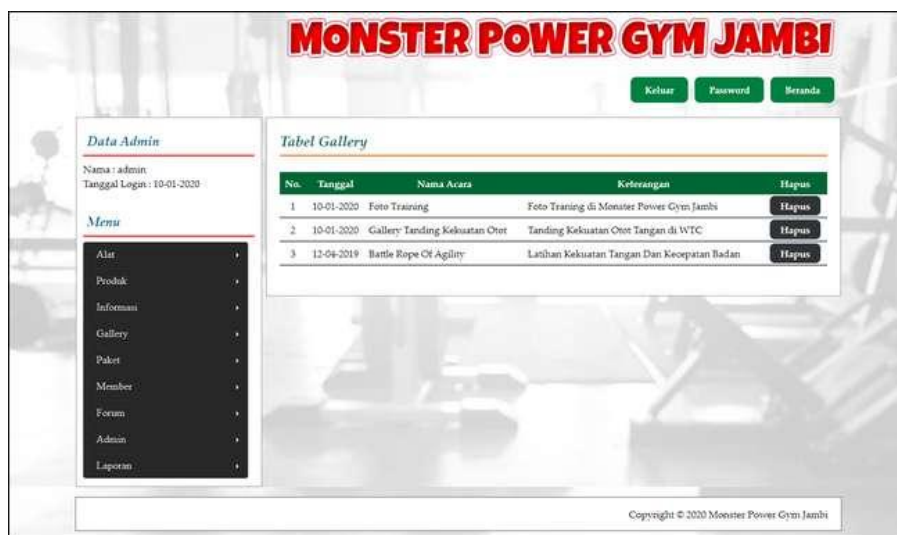 MONSTER POWER GYM JAMBI
Keluar Password Beranda
Data Admin
Nama : admin
Tanggal Login : 10-01-2020
Menu
Alat
Produk
Informasi
Gallery
Paket
Member
Forum
Admin
Laporan
Tabel Gallery
No. Tanggal Nama Acara Keterangan Hapus
1 10-01-2020 Foto Training Foto Traning di Monster Power Gym Jambi Hapus
2 10-01-2020 Gallery Tanding Kekuatan Otot Tanding Kekuatan Otot Tangan di WTC Hapus
3 12-04-2019 Battle Rope Of Agility Latihan Kekuatan Tangan Dan Kecepatan Badan Hapus
Copyright © 2020 Monster Power Gym Jambi